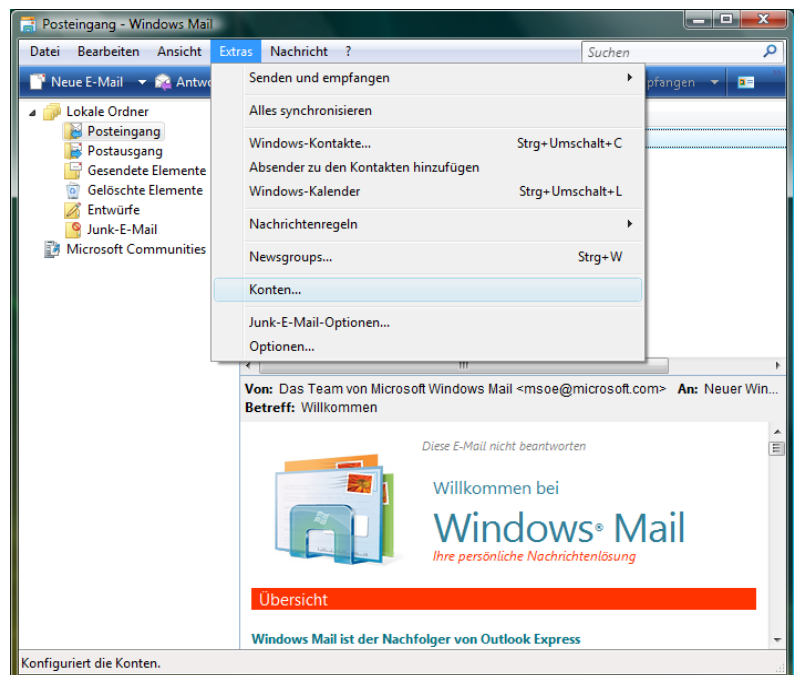 Posteingang - Windows Mail
Datei Bearbeiten Ansicht Extras Nachricht ? Suchen
Neue E-Mail
Senden und empfangen
Alles synchronisieren
Windows-Kontakte... Strg+Umschalt+C
Absender zu den Kontakten hinzufügen
Windows-Kalender Strg+Umschalt+L
Nachrichtenregeln
Newsgroups... Strg+W
Konten...
Junk-E-Mail-Optionen...
Optionen...
Lokale Ordner
Posteingang
Postausgang
Gesendete Elemente
Gelöschte Elemente
Entwürfe
Junk-E-Mail
Microsoft Communities
Von: Das Team von Microsoft Windows Mail <msoe@microsoft.com> An: Neuer Win...
Betreff: Willkommen
Diese E-Mail nicht beantworten
Willkommen bei
Windows® Mail
Ihre persönliche Nachrichtenlösung
Übersicht
Windows Mail ist der Nachfolger von Outlook Express
Konfiguriert die Konten.